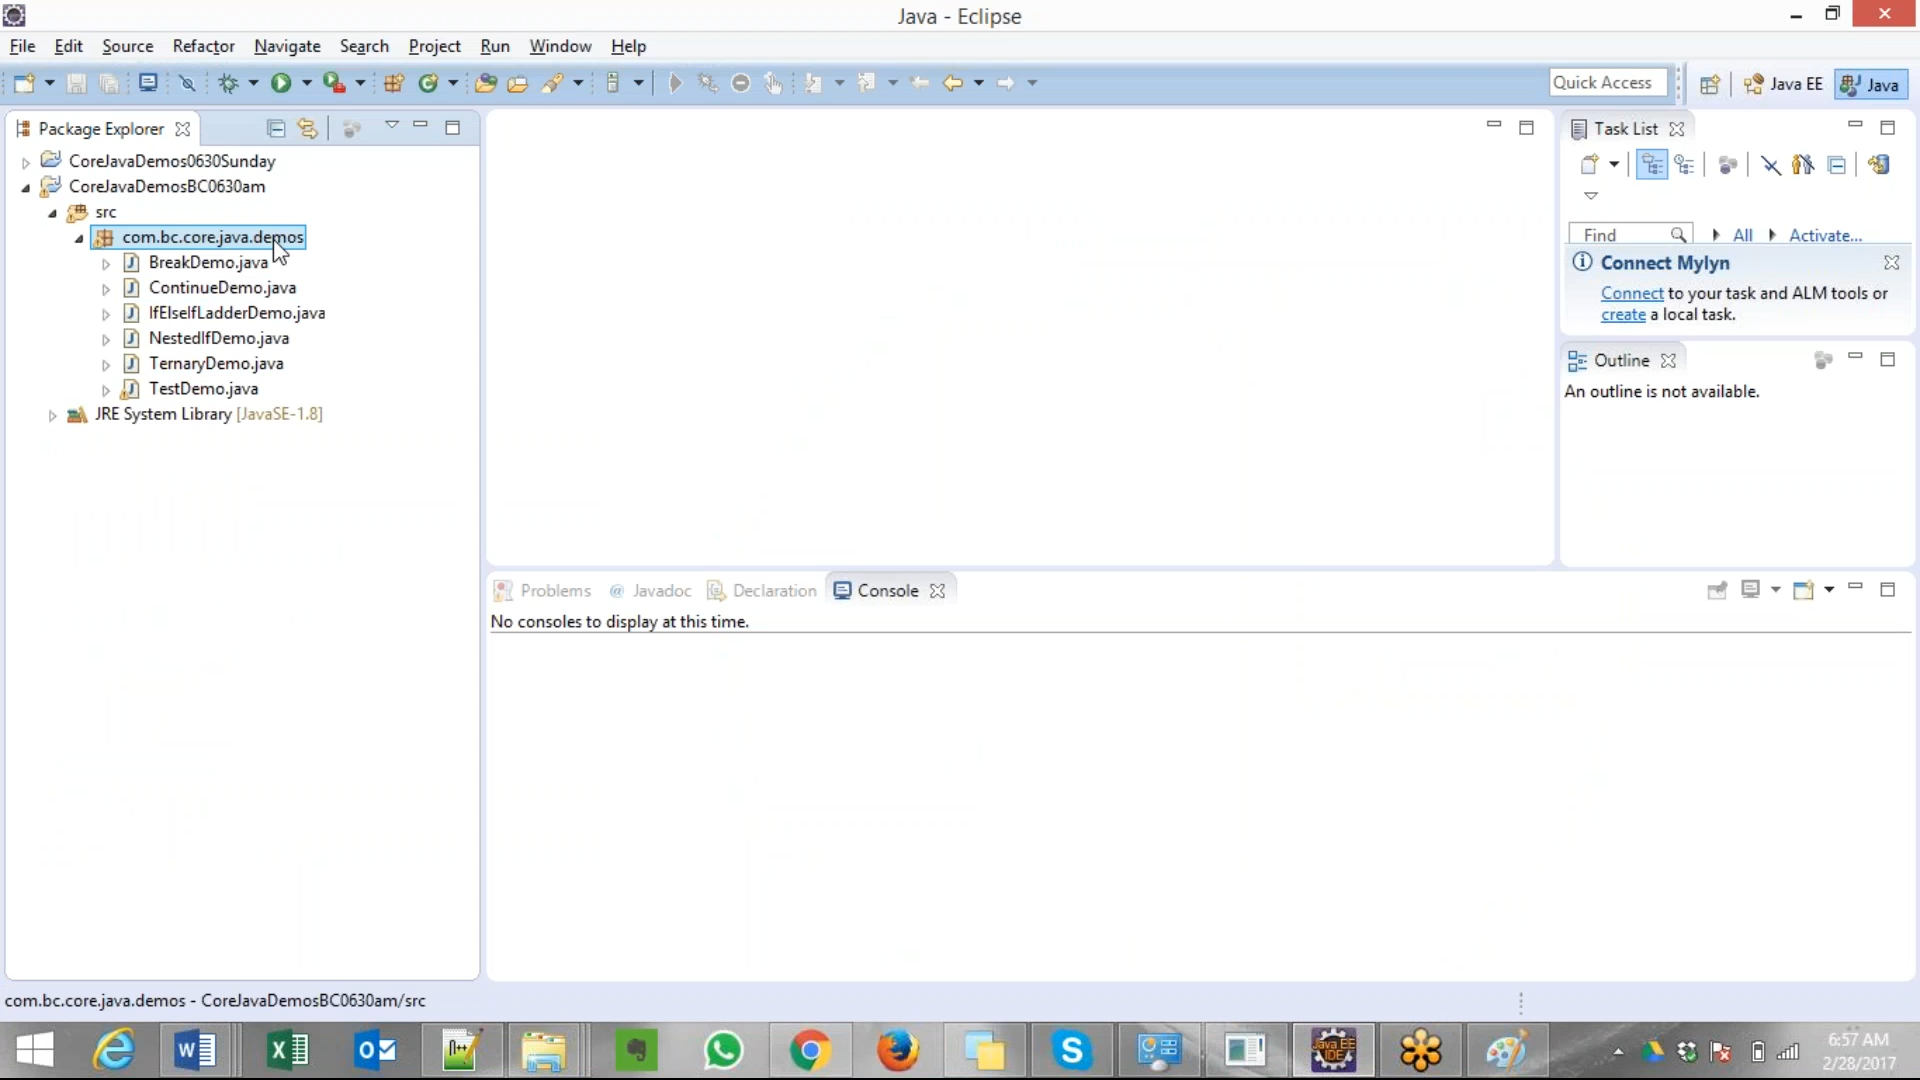 Java - Eclipse
File Edit Source Refactor Navigate Search Project Run Window Help
Quick Access
Java EE
Java
Package Explorer
CoreJavaDemos0630Sunday
CoreJavaDemosBC0630am
src
com.bc.core.java.demos
BreakDemo.java
ContinueDemo.java
IfElseIfLadderDemo.java
NestedIfDemo.java
TernaryDemo.java
TestDemo.java
JRE System Library [JavaSE-1.8]
Task List
Find
All
Activate...
Connect Mylyn
Connect to your task and ALM tools or
create a local task.
Outline
An outline is not available.
Problems @ Javadoc Declaration Console
No consoles to display at this time.
com.bc.core.java.demos - CoreJavaDemosBC0630am/src
Java EE
IDE
6:57 AM
2/28/2017